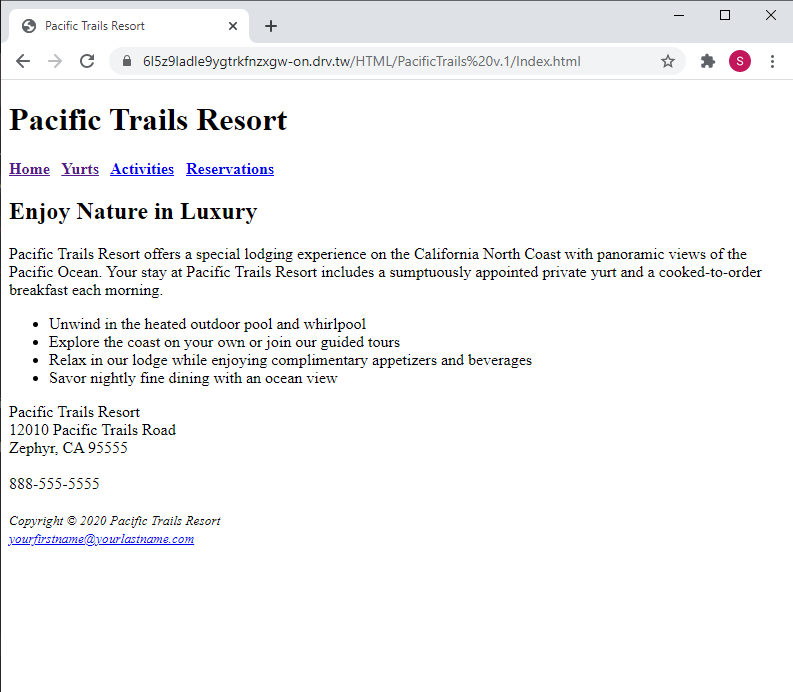 Pacific Trails Resort
6l5z9ladle9ygtrkfnzxgw-on.drv.tw/HTML/PacificTrails%20v.1/Index.html
S
Pacific Trails Resort
Home Yurts Activities Reservations
Enjoy Nature in Luxury
Pacific Trails Resort offers a special lodging experience on the California North Coast with panoramic views of the
Pacific Ocean. Your stay at Pacific Trails Resort includes a sumptuously appointed private yurt and a cooked-to-order
breakfast each morning.
• Unwind in the heated outdoor pool and whirlpool
• Explore the coast on your own or join our guided tours
• Relax in our lodge while enjoying complimentary appetizers and beverages
• Savor nightly fine dining with an ocean view
Pacific Trails Resort
12010 Pacific Trails Road
Zephyr, CA 95555
888-555-5555
Copyright © 2020 Pacific Trails Resort
yourfirstname@yourlastname.com